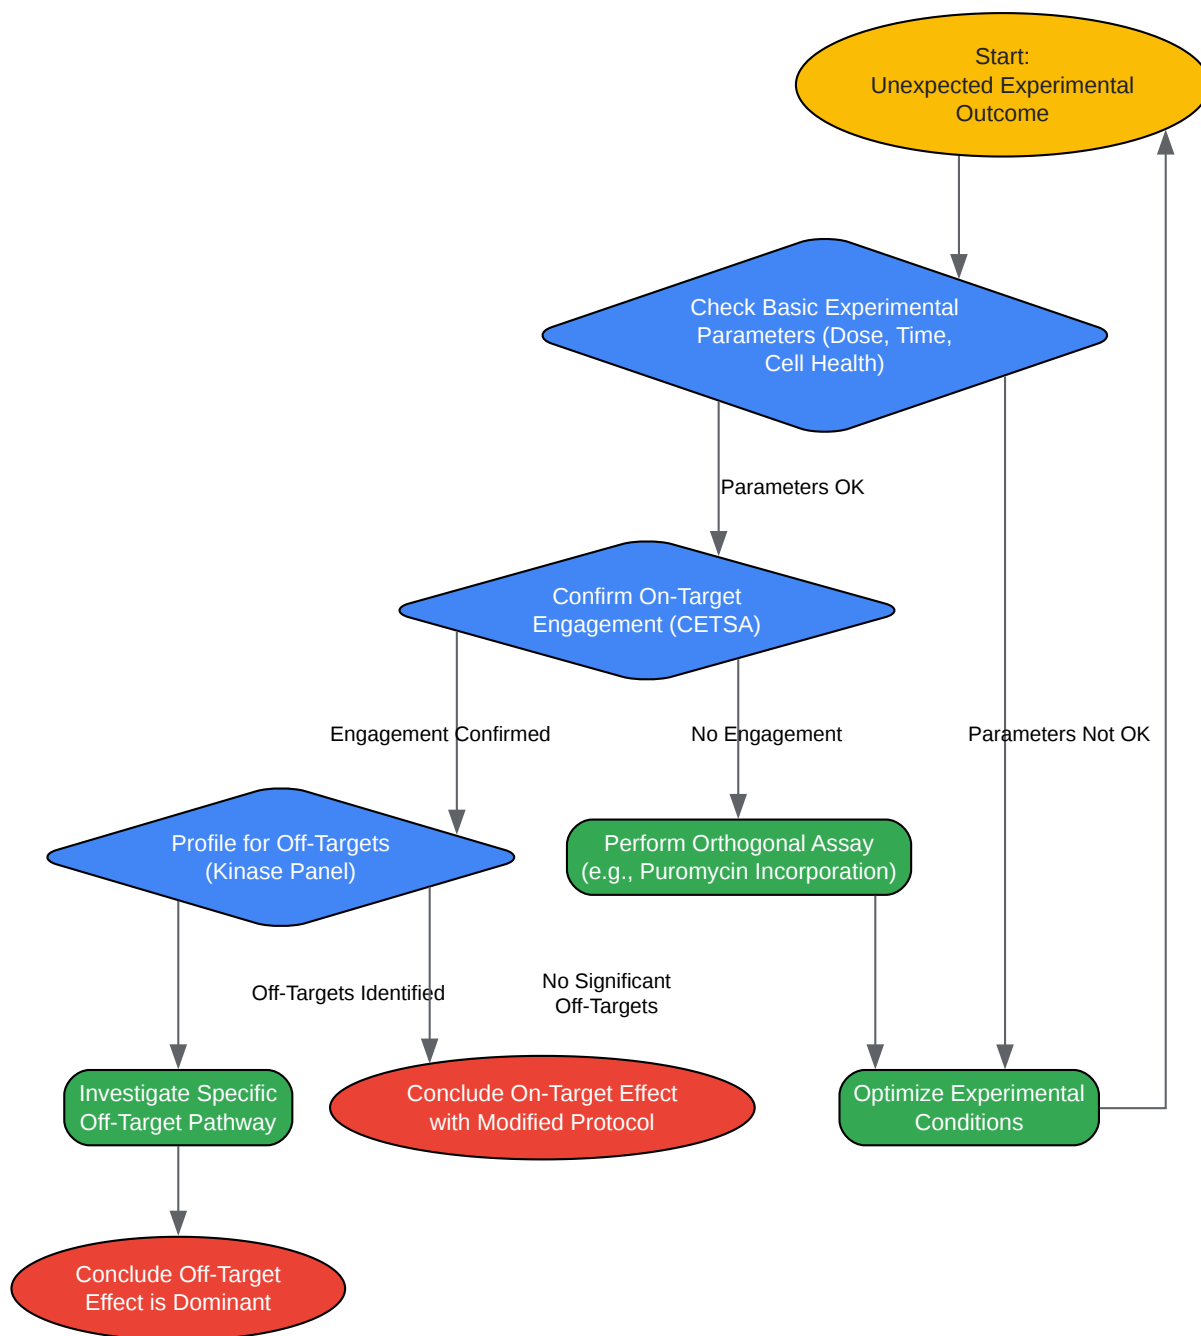 Start:
Unexpected Experimental
Outcome
Check Basic Experimental
Parameters (Dose, Time,
Cell Health)
Parameters OK
Confirm On-Target
Engagement (CETSA)
Engagement Confirmed
No Engagement
Parameters Not OK
Profile for Off-Targets
(Kinase Panel)
Perform Orthogonal Assay
(e.g., Puromycin Incorporation)
Off-Targets Identified
No Significant
Off-Targets
Investigate Specific
Off-Target Pathway
Conclude On-Target Effect
with Modified Protocol
Optimize Experimental
Conditions
Conclude Off-Target
Effect is Dominant